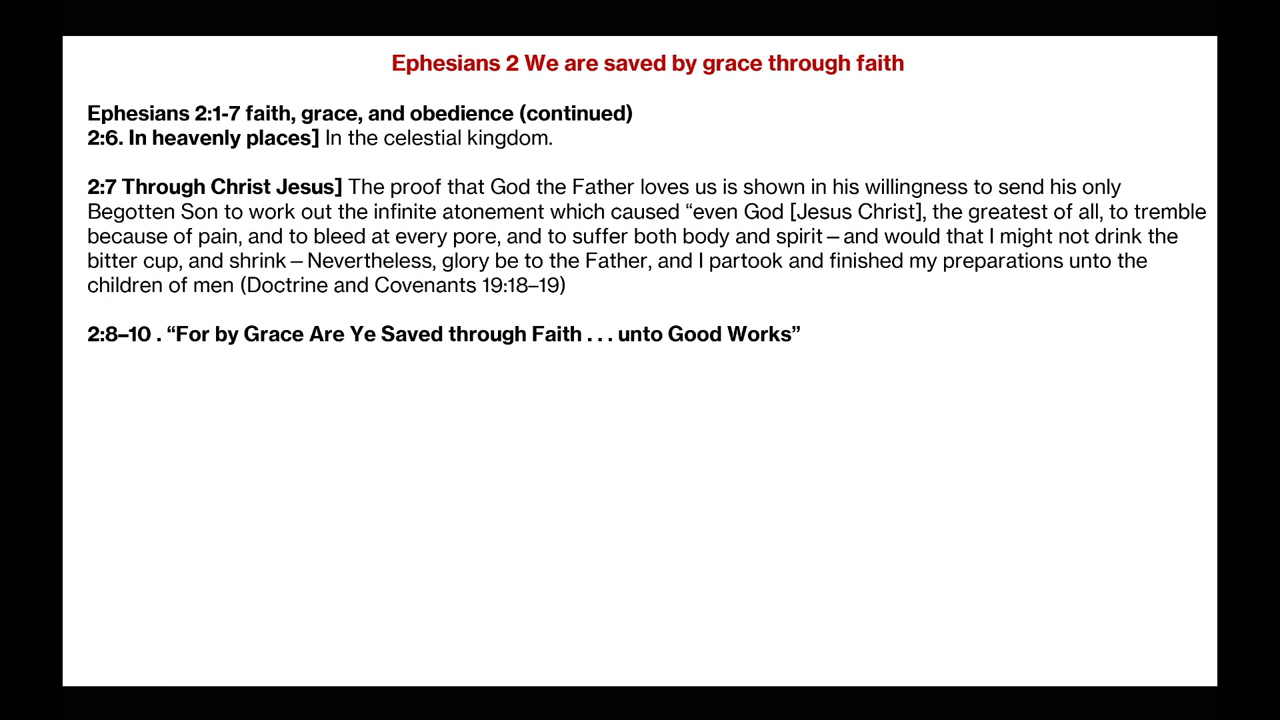 Ephesians 2 We are saved by grace through faith
Ephesians 2:1-7 faith, grace, and obedience (continued)
2:6. In heavenly places] In the celestial kingdom.
2:7 Through Christ Jesus] The proof that God the Father loves us is shown in his willingness to send his only
Begotten Son to work out the infinite atonement which caused “even God [Jesus Christ], the greatest of all, to tremble
because of pain, and to bleed at every pore, and to suffer both body and spirit—and would that I might not drink the
bitter cup, and shrink—Nevertheless, glory be to the Father, and I partook and finished my preparations unto the
children of men (Doctrine and Covenants 19:18–19)
2:8–10 . “For by Grace Are Ye Saved through Faith . . . unto Good Works”